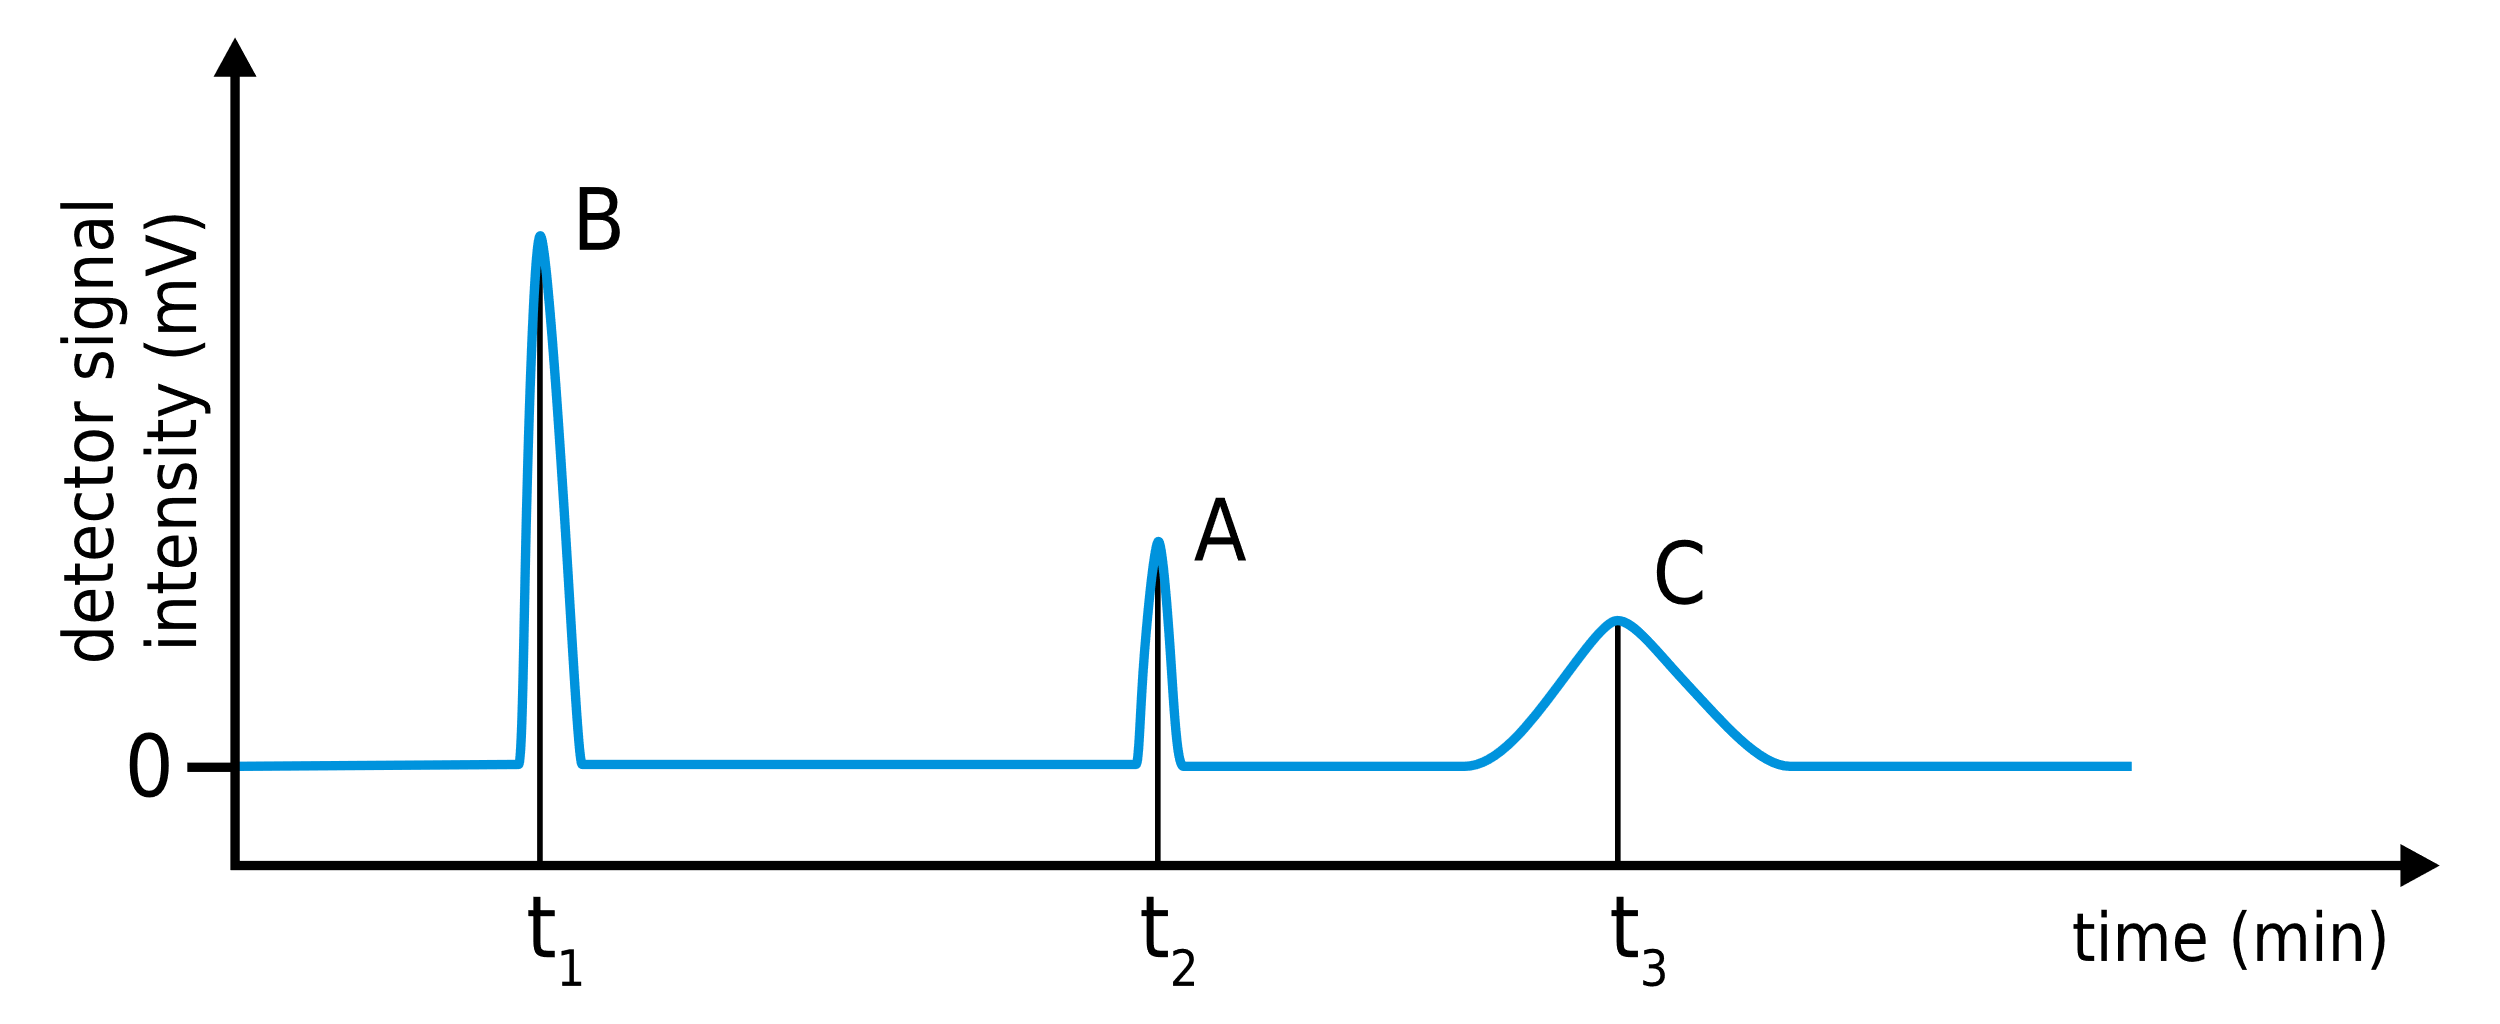 detector signal
intensity (mV)
B
A
C
0
t1
t2
t3
time (min)